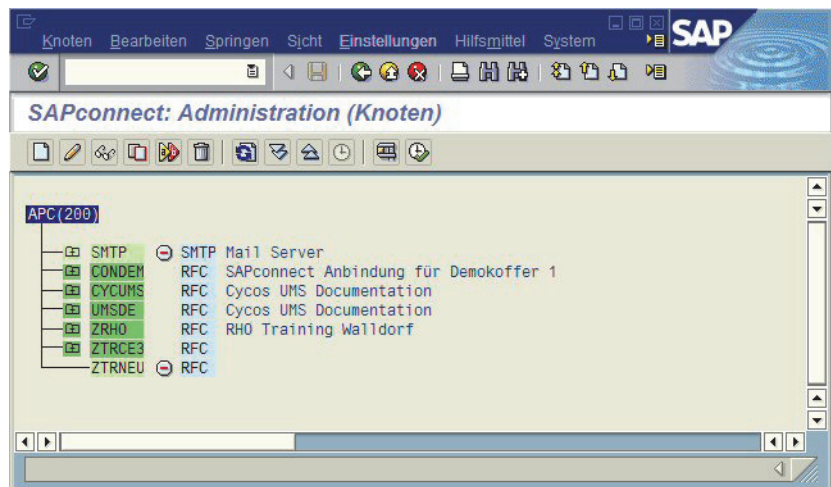 Knoten Bearbeiten Springen Sicht Einstellungen Hilfsmittel System
SAP
SAPconnect: Administration (Knoten)
APC(200)
SMTP SMTP Mail Server
CONDEM RFC SAPconnect Anbindung für Demokoffer 1
CYCUMS RFC Cycos UMS Documentation
UMSDE RFC Cycos UMS Documentation
ZRHO RFC RHO Training Walldorf
ZTRCE3 RFC
ZTRNEU RFC